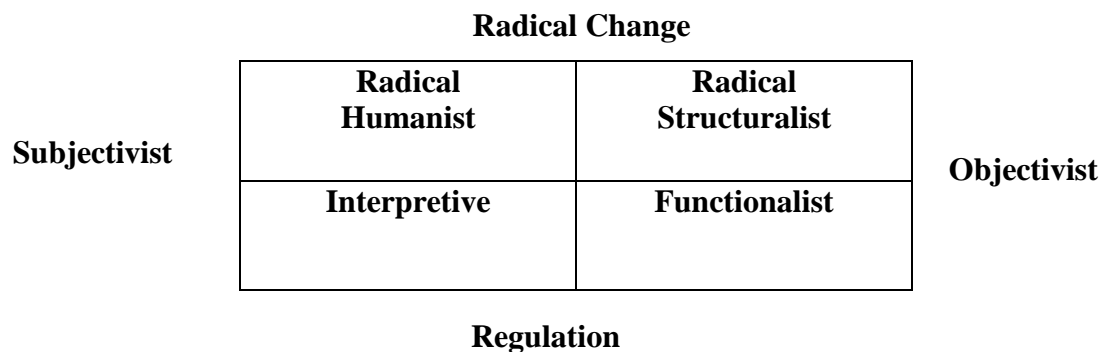 Radical Change
Radical
Humanist
Radical
Structuralist
Subjectivist
Objectivist
Interpretive
Functionalist
Regulation